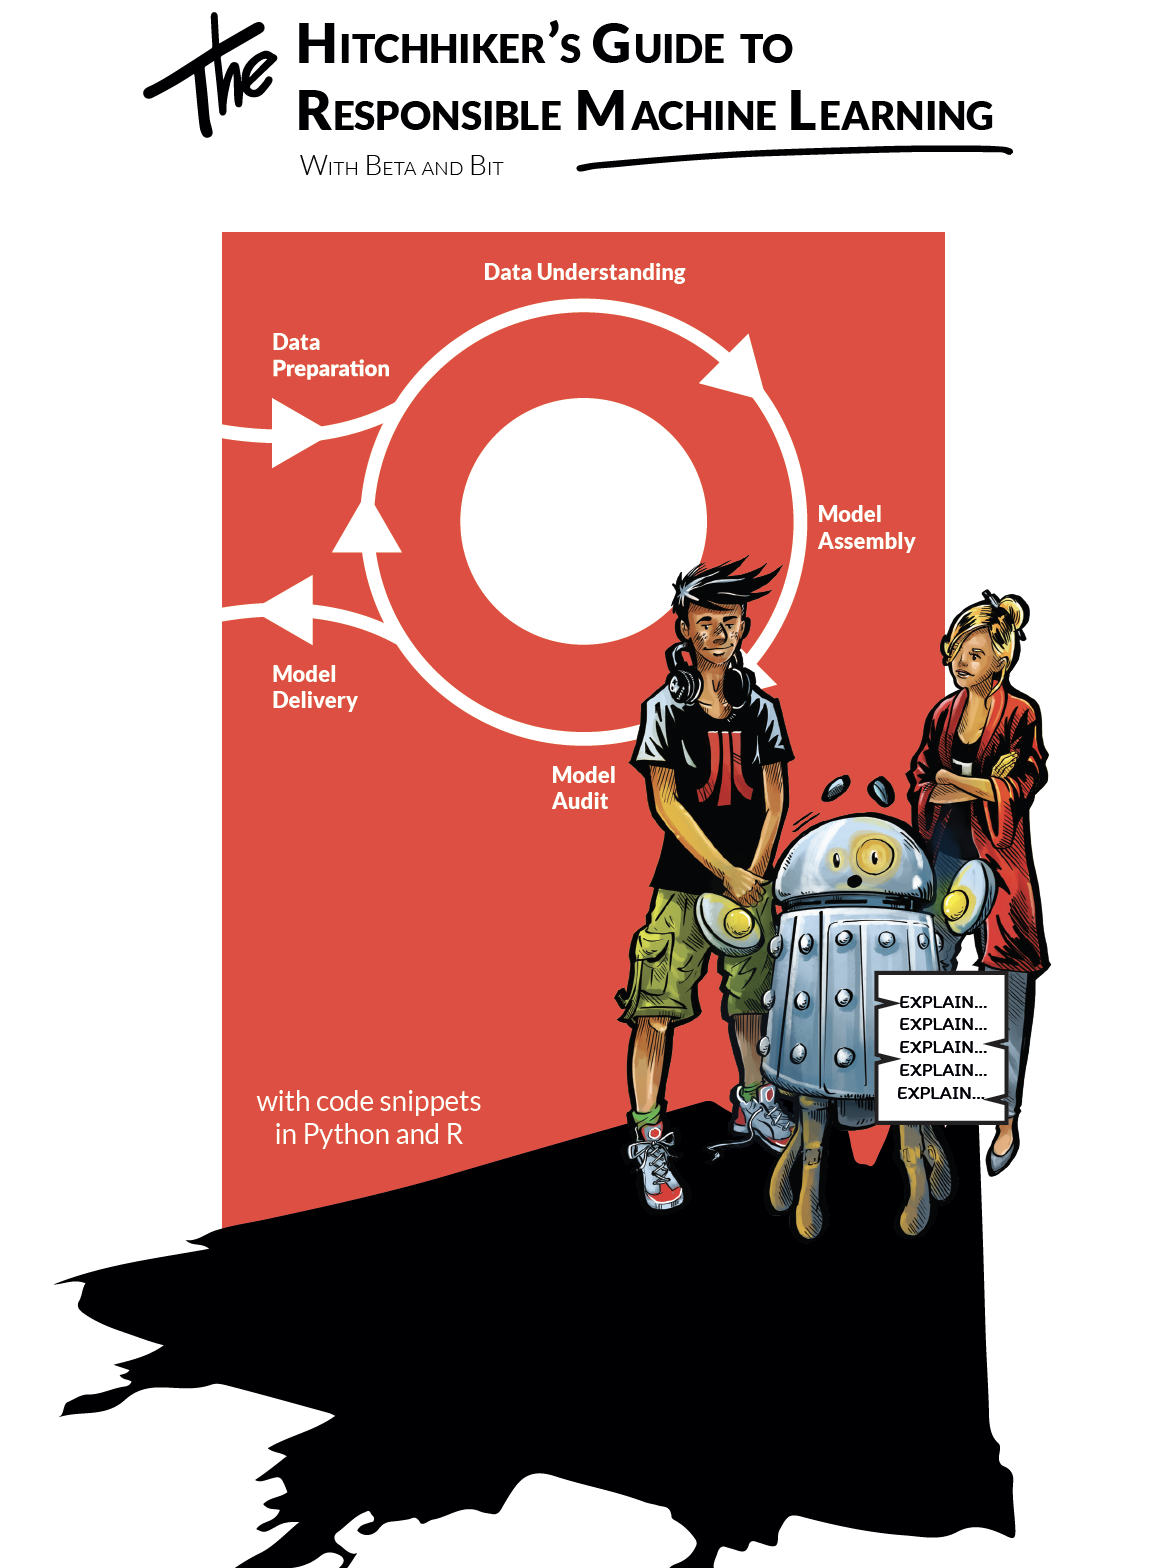 The
HITCHHIKER'S GUIDE TO
RESPONSIBLE MACHINE LEARNING
WITH BETA AND BIT
Data Understanding
Data
Preparation
Model
Assembly
Model
Delivery
Model
Audit
EXPLAIN...
EXPLAIN...
EXPLAIN...
EXPLAIN...
EXPLAIN...
with code snippets
in Python and R